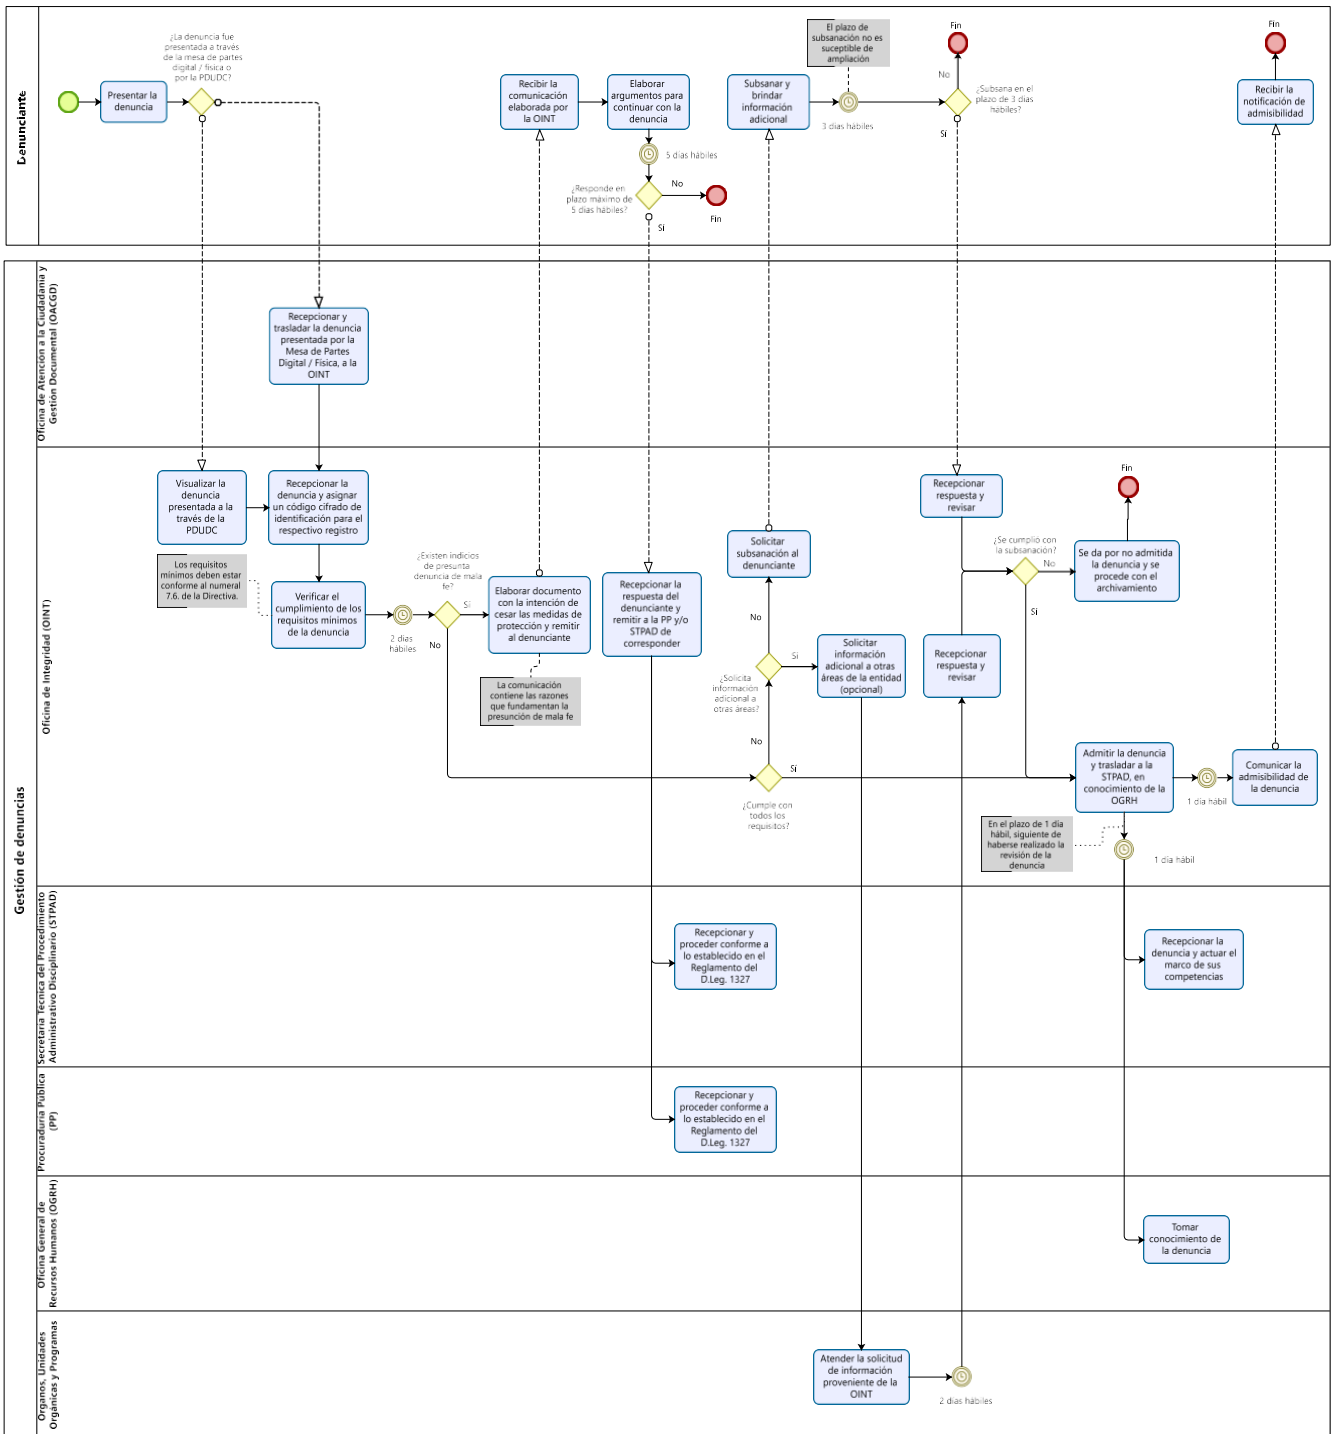 Denunciante
¿La denuncia fue
presentada a través
de la mesa de partes
digital / física o
por la PDUDC?
Presentar la
denuncia
Recibir la
comunicación
elaborada por
la OINT
Elaborar
argumentos para
continuar con la
denuncia
5 días hábiles
¿Responde en
plazo máximo de
5 días hábiles?
No
Fin
Sí
Subsanar y
brindar
información
adicional
El plazo de
subsanación no es
suceptible de
ampliación
3 días hábiles
Fin
No
¿Subsana en el
plazo de 3 días
hábiles?
Sí
Fin
Recibir la
notificación de
admisibilidad
Gestión de denuncias
Oficina de Atención a la Ciudadanía y
Gestión Documental (OACGD)
Recepcionar y
trasladar la denuncia
presentada por la
Mesa de Partes
Digital / Física, a la
OINT
Oficina de Integridad (OINT)
Visualizar la
denuncia
presentada a la
través de la
PDUDC
Recepcionar la
denuncia y asignar
un código cifrado de
identificación para el
respectivo registro
Los requisitos
mínimos deben estar
conforme al numeral
7.6. de la Directiva.
Verificar el
cumplimiento de los
requisitos mínimos
de la denuncia
2 días
hábiles
¿Existen indicios
de presunta
denuncia de mala
fe?
Sí
No
Elaborar documento
con la intención de
cesar las medidas de
protección y remitir
al denunciante
La comunicación
contiene las razones
que fundamentan la
presunción de mala fe
Recepcionar la
respuesta del
denunciante y
remitir a la PP y/o
STPAD de
corresponder
Solicitar
subsanación al
denunciante
No
Sí
¿Solicita
información
adicional a
otras áreas?
Solicitar
información
adicional a otras
áreas de la entidad
(opcional)
No
Sí
¿Cumple con
todos los
requisitos?
Recepcionar
respuesta y
revisar
Recepcionar
respuesta y
revisar
¿Se cumplió con
la subsanación?
No
Sí
Fin
Se da por no admitida
la denuncia y se
procede con el
archivamiento
Admitir la denuncia
y trasladar a la
STPAD, en
conocimiento de la
OGRH
1 día hábil
Comunicar la
admisibilidad de
la denuncia
En el plazo de 1 día
hábil, siguiente de
haberse realizado la
revisión de la
denuncia
1 día hábil
Secretaría Técnica del Procedimiento
Administrativo Disciplinario (STPAD)
Recepcionar y
proceder conforme a
lo establecido en el
Reglamento del
D.Leg. 1327
Recepcionar la
denuncia y actuar el
marco de sus
competencias
Procuraduría Pública
(PP)
Recepcionar y
proceder conforme a
lo establecido en el
Reglamento del
D.Leg. 1327
Oficina General de
Recursos Humanos (OGRH)
Tomar
conocimiento de
la denuncia
Órganos, Unidades
Orgánicas y Programas
Atender la solicitud
de información
proveniente de la
OINT
2 días hábiles